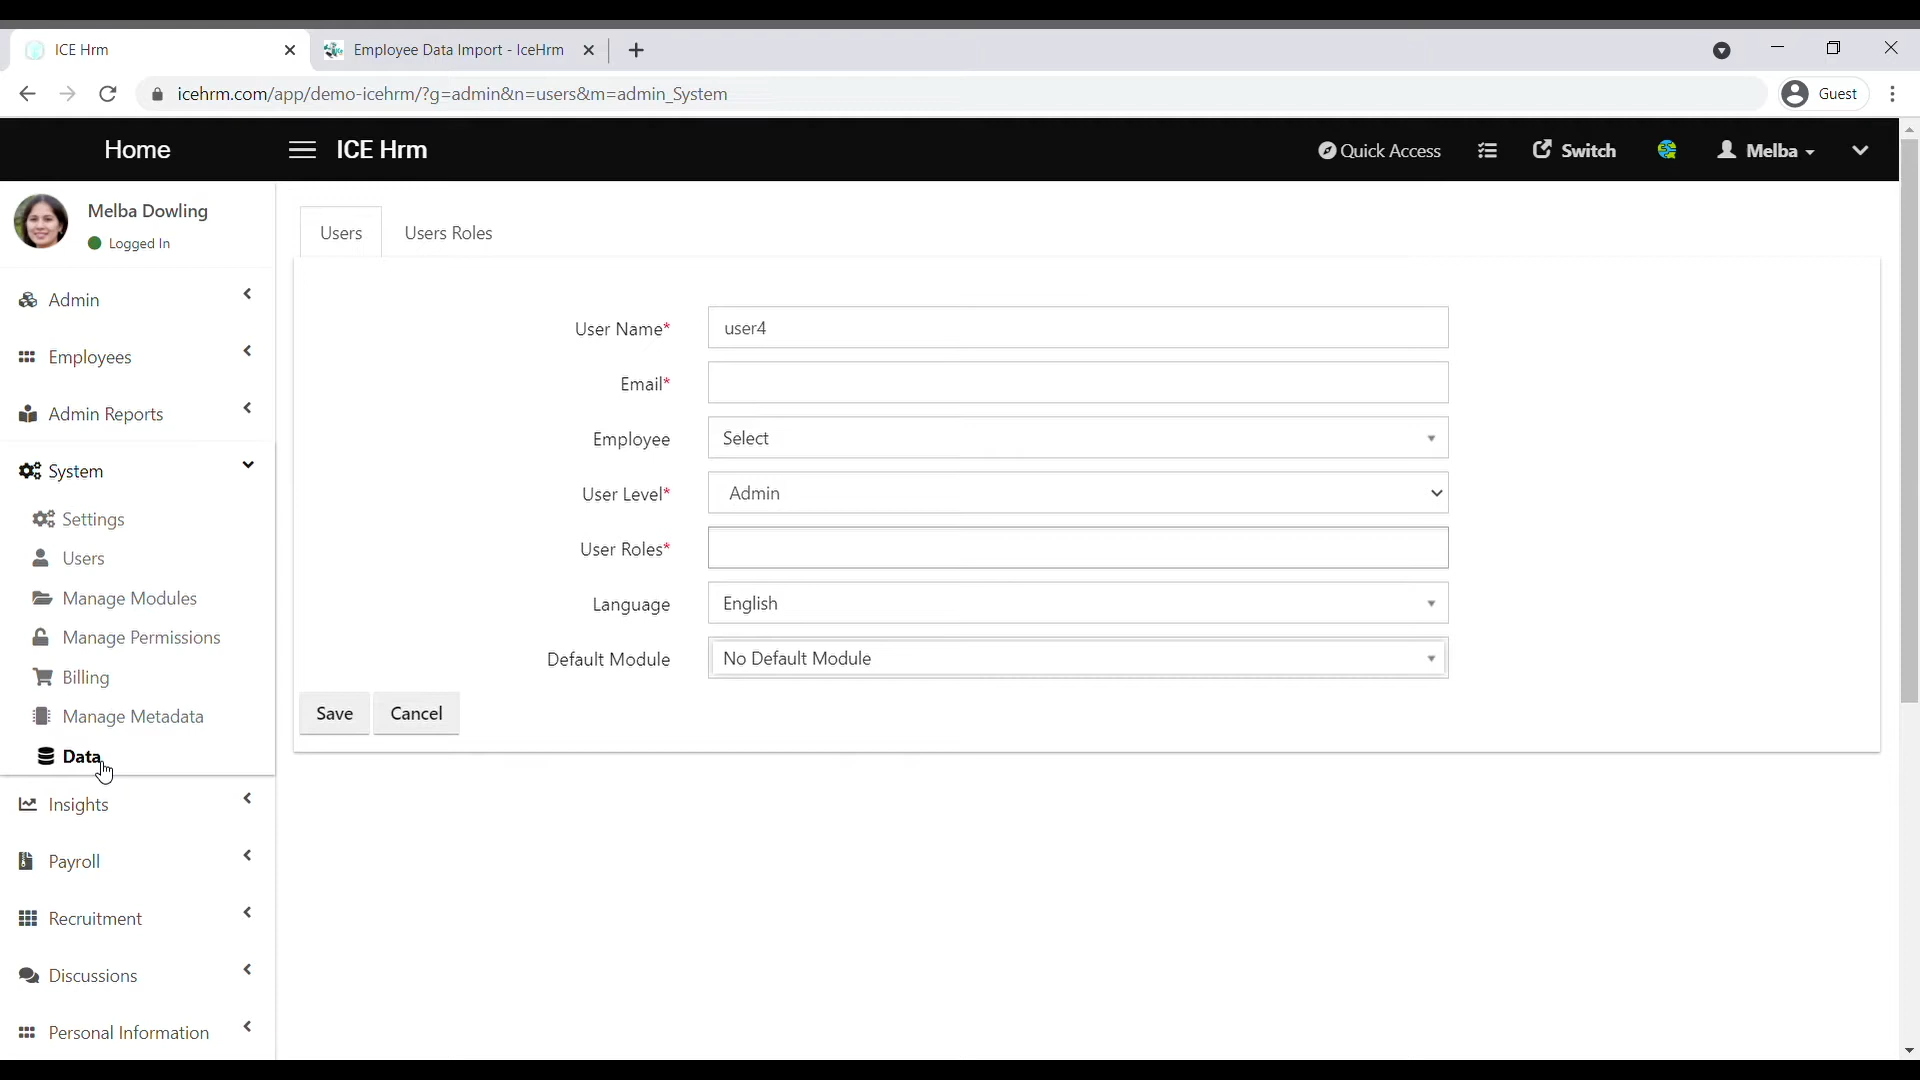 ICE Hrm
Employee Data Import - IceHrm
icehrm.com/app/demo-icehrm/?g=admin&n=users&m=admin_System
Guest
Home
ICE Hrm
Quick Access
Switch
Melba
Melba Dowling
Logged In
Admin
Employees
Admin Reports
System
Settings
Users
Manage Modules
Manage Permissions
Billing
Manage Metadata
Data
Insights
Payroll
Recruitment
Discussions
Personal Information
Users
Users Roles
User Name* user4
Email*
Employee Select
User Level* Admin
User Roles*
Language English
Default Module No Default Module
Save
Cancel